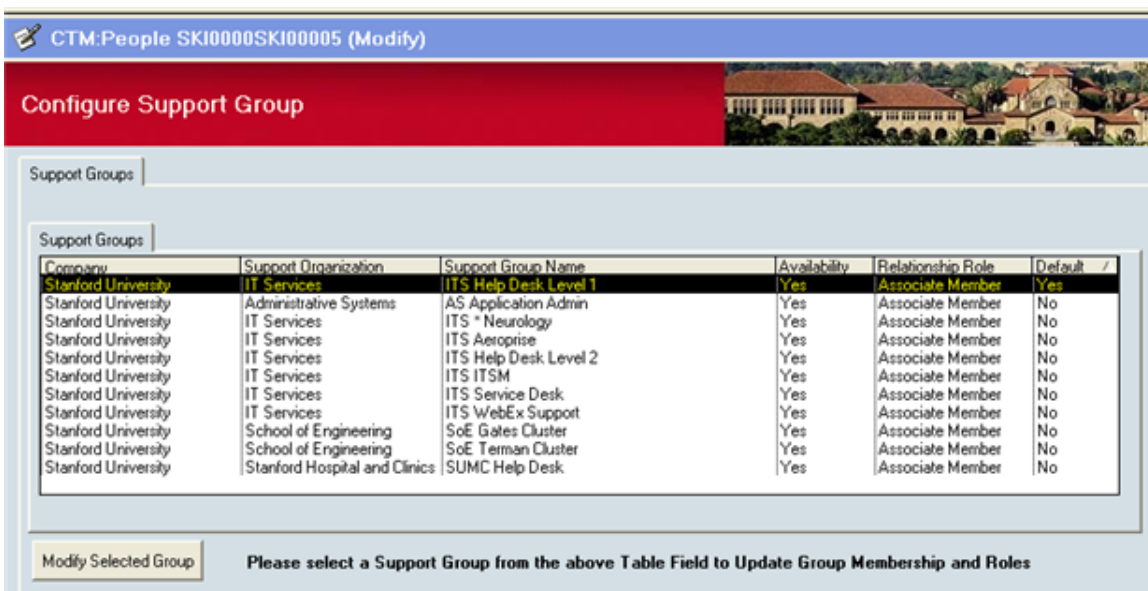 CTM:People SKI0000SKI00005 (Modify)
Configure Support Group
Support Groups
Support Groups
Company Support Organization Support Group Name Availability Relationship Role Default /
Stanford University IT Services ITS Help Desk Level 1 Yes Associate Member Yes
Stanford University Administrative Systems AS Application Admin Yes Associate Member No
Stanford University IT Services ITS * Neurology Yes Associate Member No
Stanford University IT Services ITS Aeroprise Yes Associate Member No
Stanford University IT Services ITS Help Desk Level 2 Yes Associate Member No
Stanford University IT Services ITS ITSM Yes Associate Member No
Stanford University IT Services ITS Service Desk Yes Associate Member No
Stanford University IT Services ITS WebEx Support Yes Associate Member No
Stanford University School of Engineering SoE Gates Cluster Yes Associate Member No
Stanford University School of Engineering SoE Terman Cluster Yes Associate Member No
Stanford University Stanford Hospital and Clinics SUMC Help Desk Yes Associate Member No
Modify Selected Group Please select a Support Group from the above Table Field to Update Group Membership and Roles